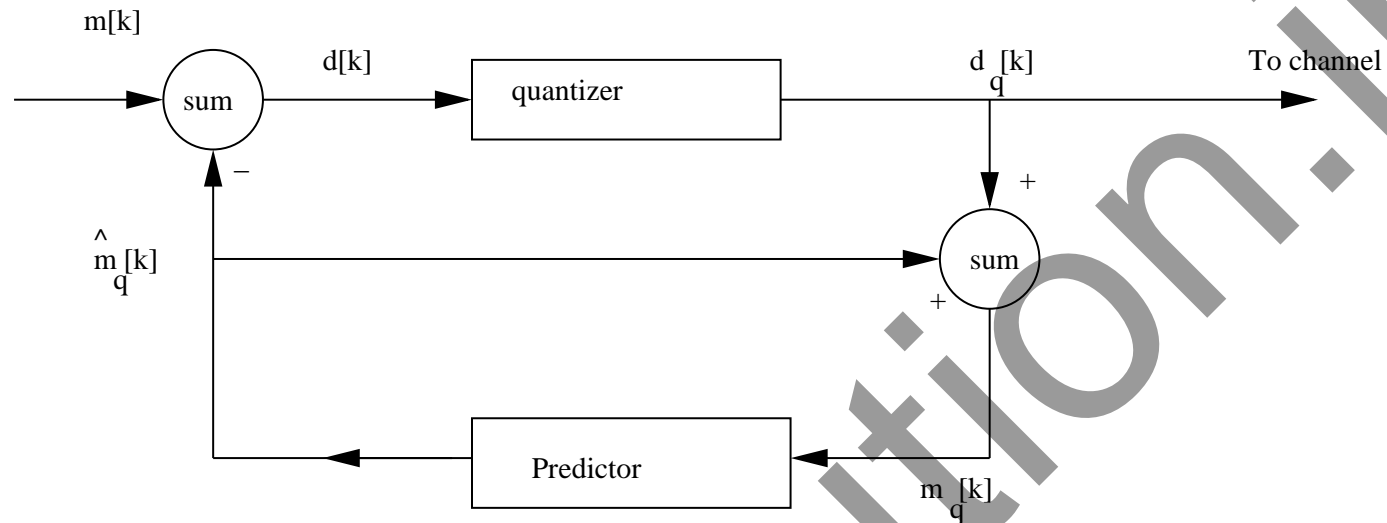 m[k]
d[k]
d_q[k]
To channel
sum
quantizer
−
+
^
m_q[k]
sum
+
Predictor
m_q[k]